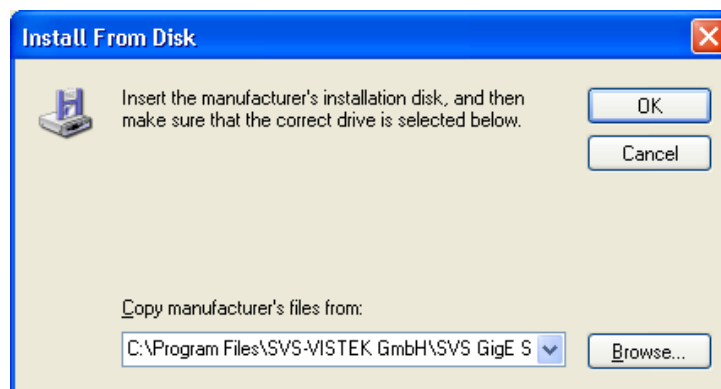 Install From Disk
Insert the manufacturer's installation disk, and then
make sure that the correct drive is selected below.
OK
Cancel
Copy manufacturer's files from:
C:\Program Files\SVS-VISTEK GmbH\SVS GigE S
Browse...